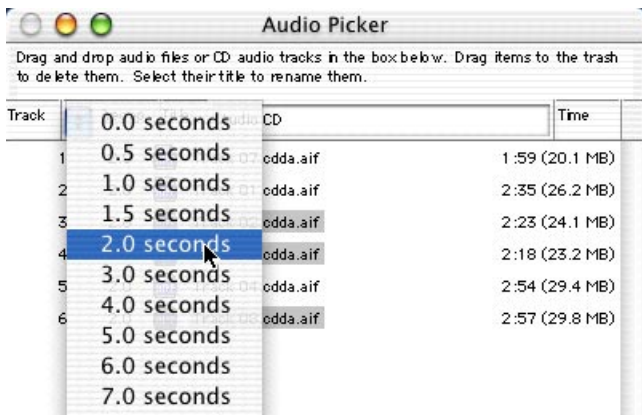 Audio Picker
Drag and drop audio files or CD audio tracks in the box below. Drag items to the trash
to delete them. Select their title to rename them.
Track CD Time
0.0 seconds
1 0.5 seconds cdda.aif 1:59 (20.1 MB)
2 1.0 seconds cdda.aif 2:35 (26.2 MB)
3 1.5 seconds cdda.aif 2:23 (24.1 MB)
4 2.0 seconds cdda.aif 2:18 (23.2 MB)
5 3.0 seconds cdda.aif 2:54 (29.4 MB)
6 4.0 seconds cdda.aif 2:57 (29.8 MB)
5.0 seconds
6.0 seconds
7.0 seconds